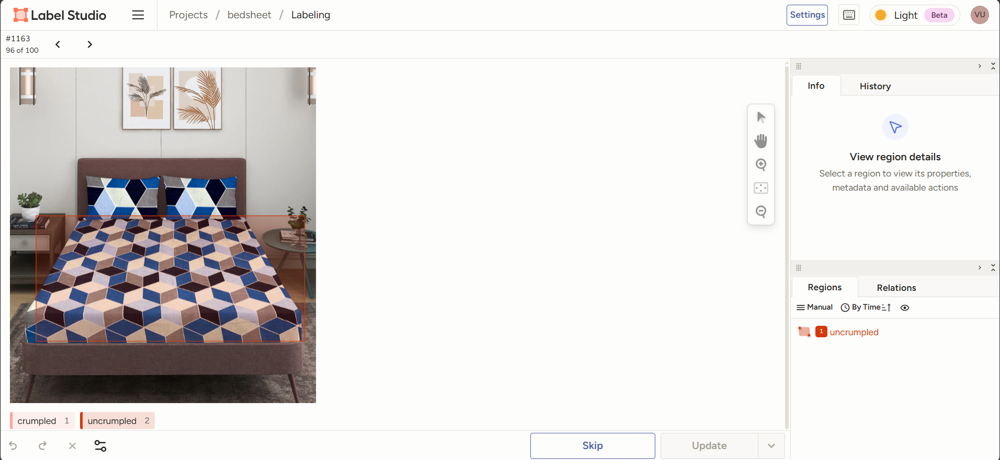 Label Studio
Projects / bedsheet / Labeling
Settings
Light Beta
VU
#1163
96 of 100
Info
History
View region details
Select a region to view its properties,
metadata and available actions
Regions
Relations
Manual
By Time
1 uncrumpled
crumpled 1
uncrumpled 2
Skip
Update